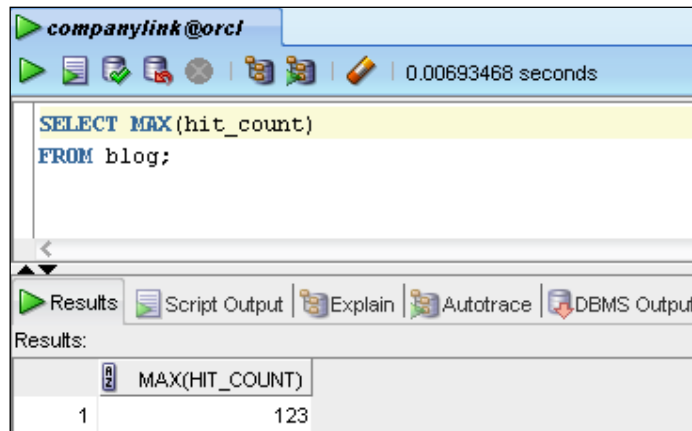 companylink@orcl
0.00693468 seconds
SELECT MAX(hit_count)
FROM blog;
Results Script Output Explain Autotrace DBMS Output
Results:
MAX(HIT_COUNT)
1 123